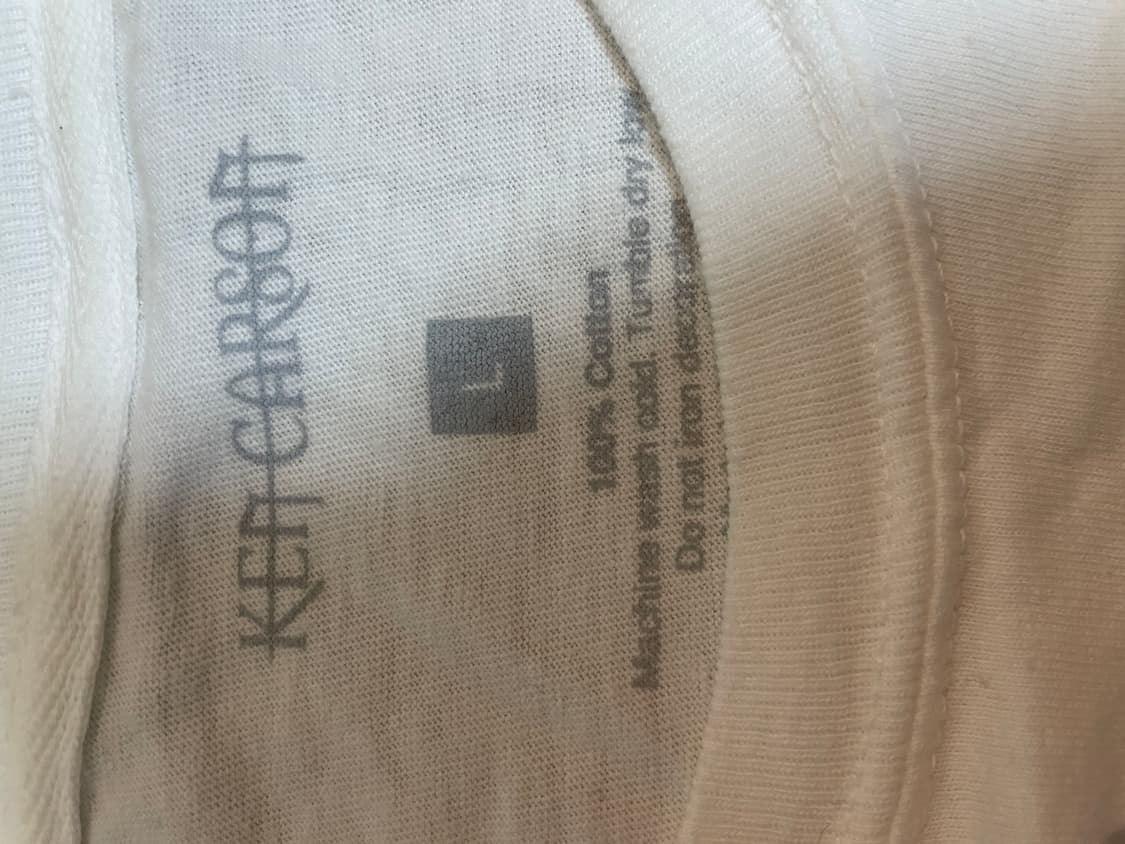 KEN CARSON
L
100% Cotton
Machine wash cold. Tumble dry low
Do not iron decoration